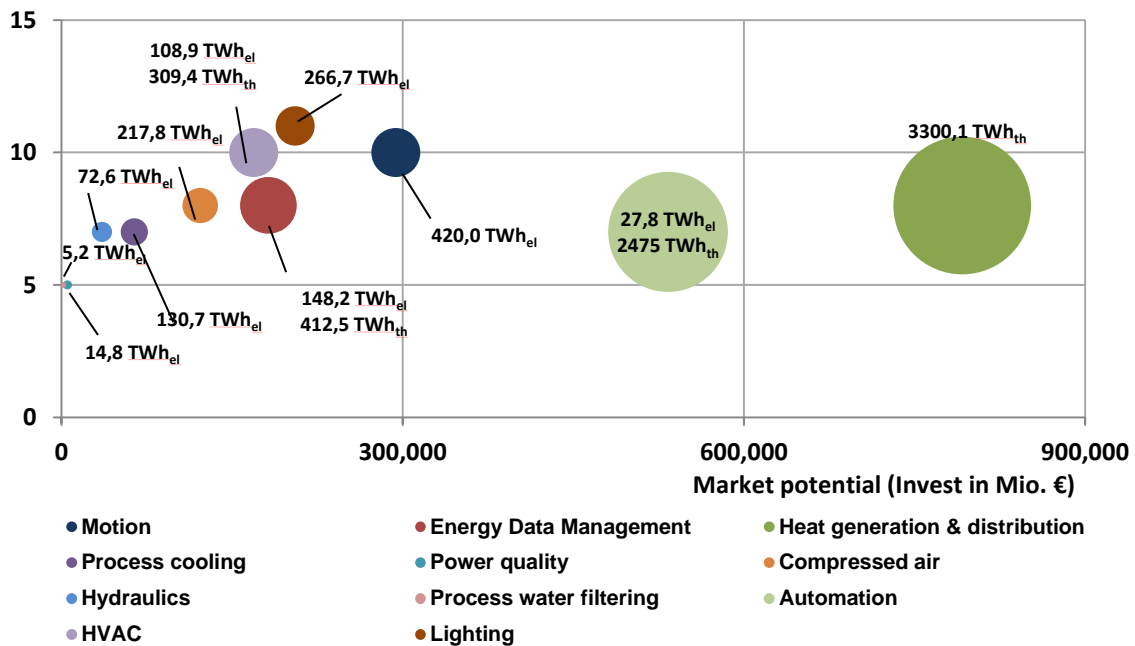 15
108,9 TWhel
309,4 TWhth
266,7 TWhel
217,8 TWhel
3300,1 TWhth
10
72,6 TWhel
27,8 TWhel
2475 TWhth
420,0 TWhel
5,2 TWhel
5
148,2 TWhel
130,7 TWhel
412,5 TWhth
14,8 TWhel
0
0
300,000
600,000
900,000
Market potential (Invest in Mio. €)
Motion
Energy Data Management
Heat generation & distribution
Process cooling
Power quality
Compressed air
Hydraulics
Process water filtering
Automation
HVAC
Lighting